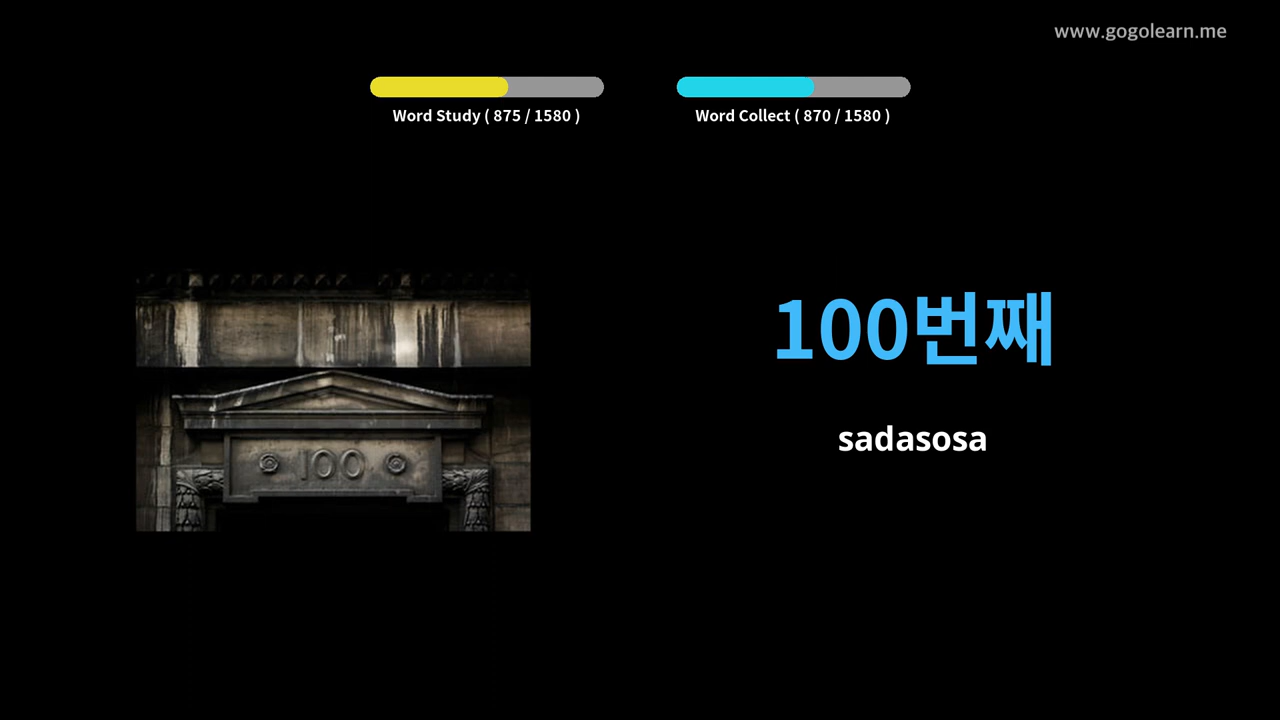 www.gogolearn.me
Word Study ( 875 / 1580 )
Word Collect ( 870 / 1580 )
100번째
sadasosa
100